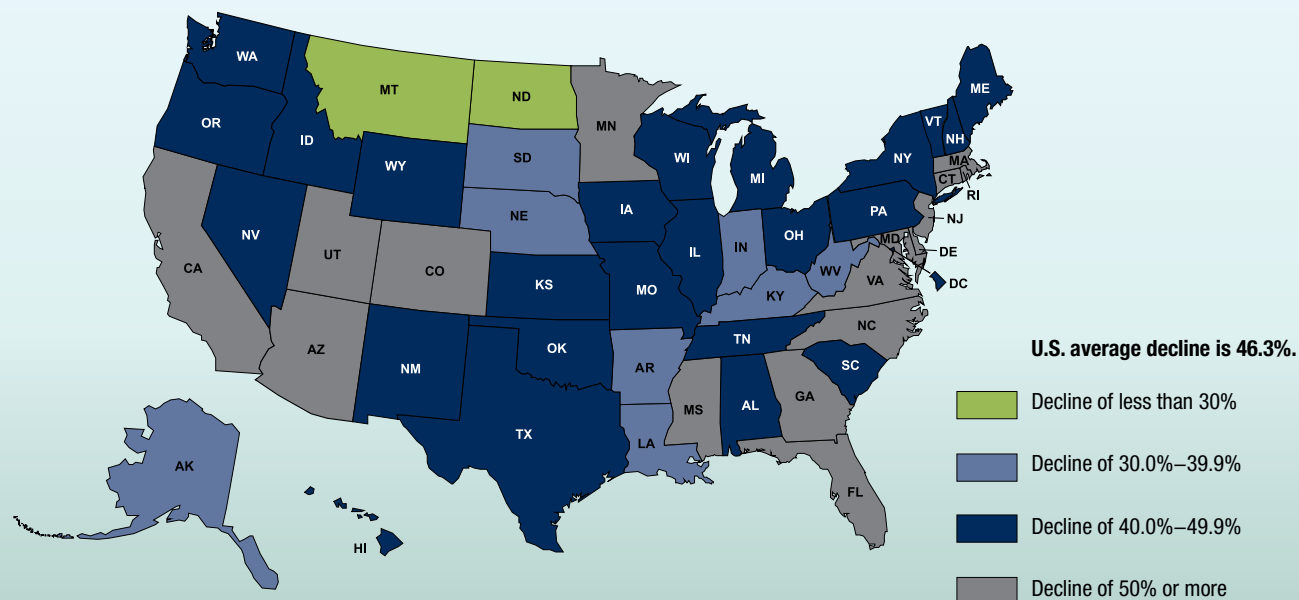 WA
MT
ND
MN
ME
VT
NH
OR
ID
SD
WI
NY
MA
WY
MI
CT
RI
NE
IA
PA
NJ
NV
IN
OH
MD
UT
IL
DE
CA
CO
WV
DC
KS
MO
KY
VA
NC
AZ
OK
TN
NM
AR
SC
MS
AL
GA
TX
LA
AK
FL
HI
U.S. average decline is 46.3%.
Decline of less than 30%
Decline of 30.0%–39.9%
Decline of 40.0%–49.9%
Decline of 50% or more